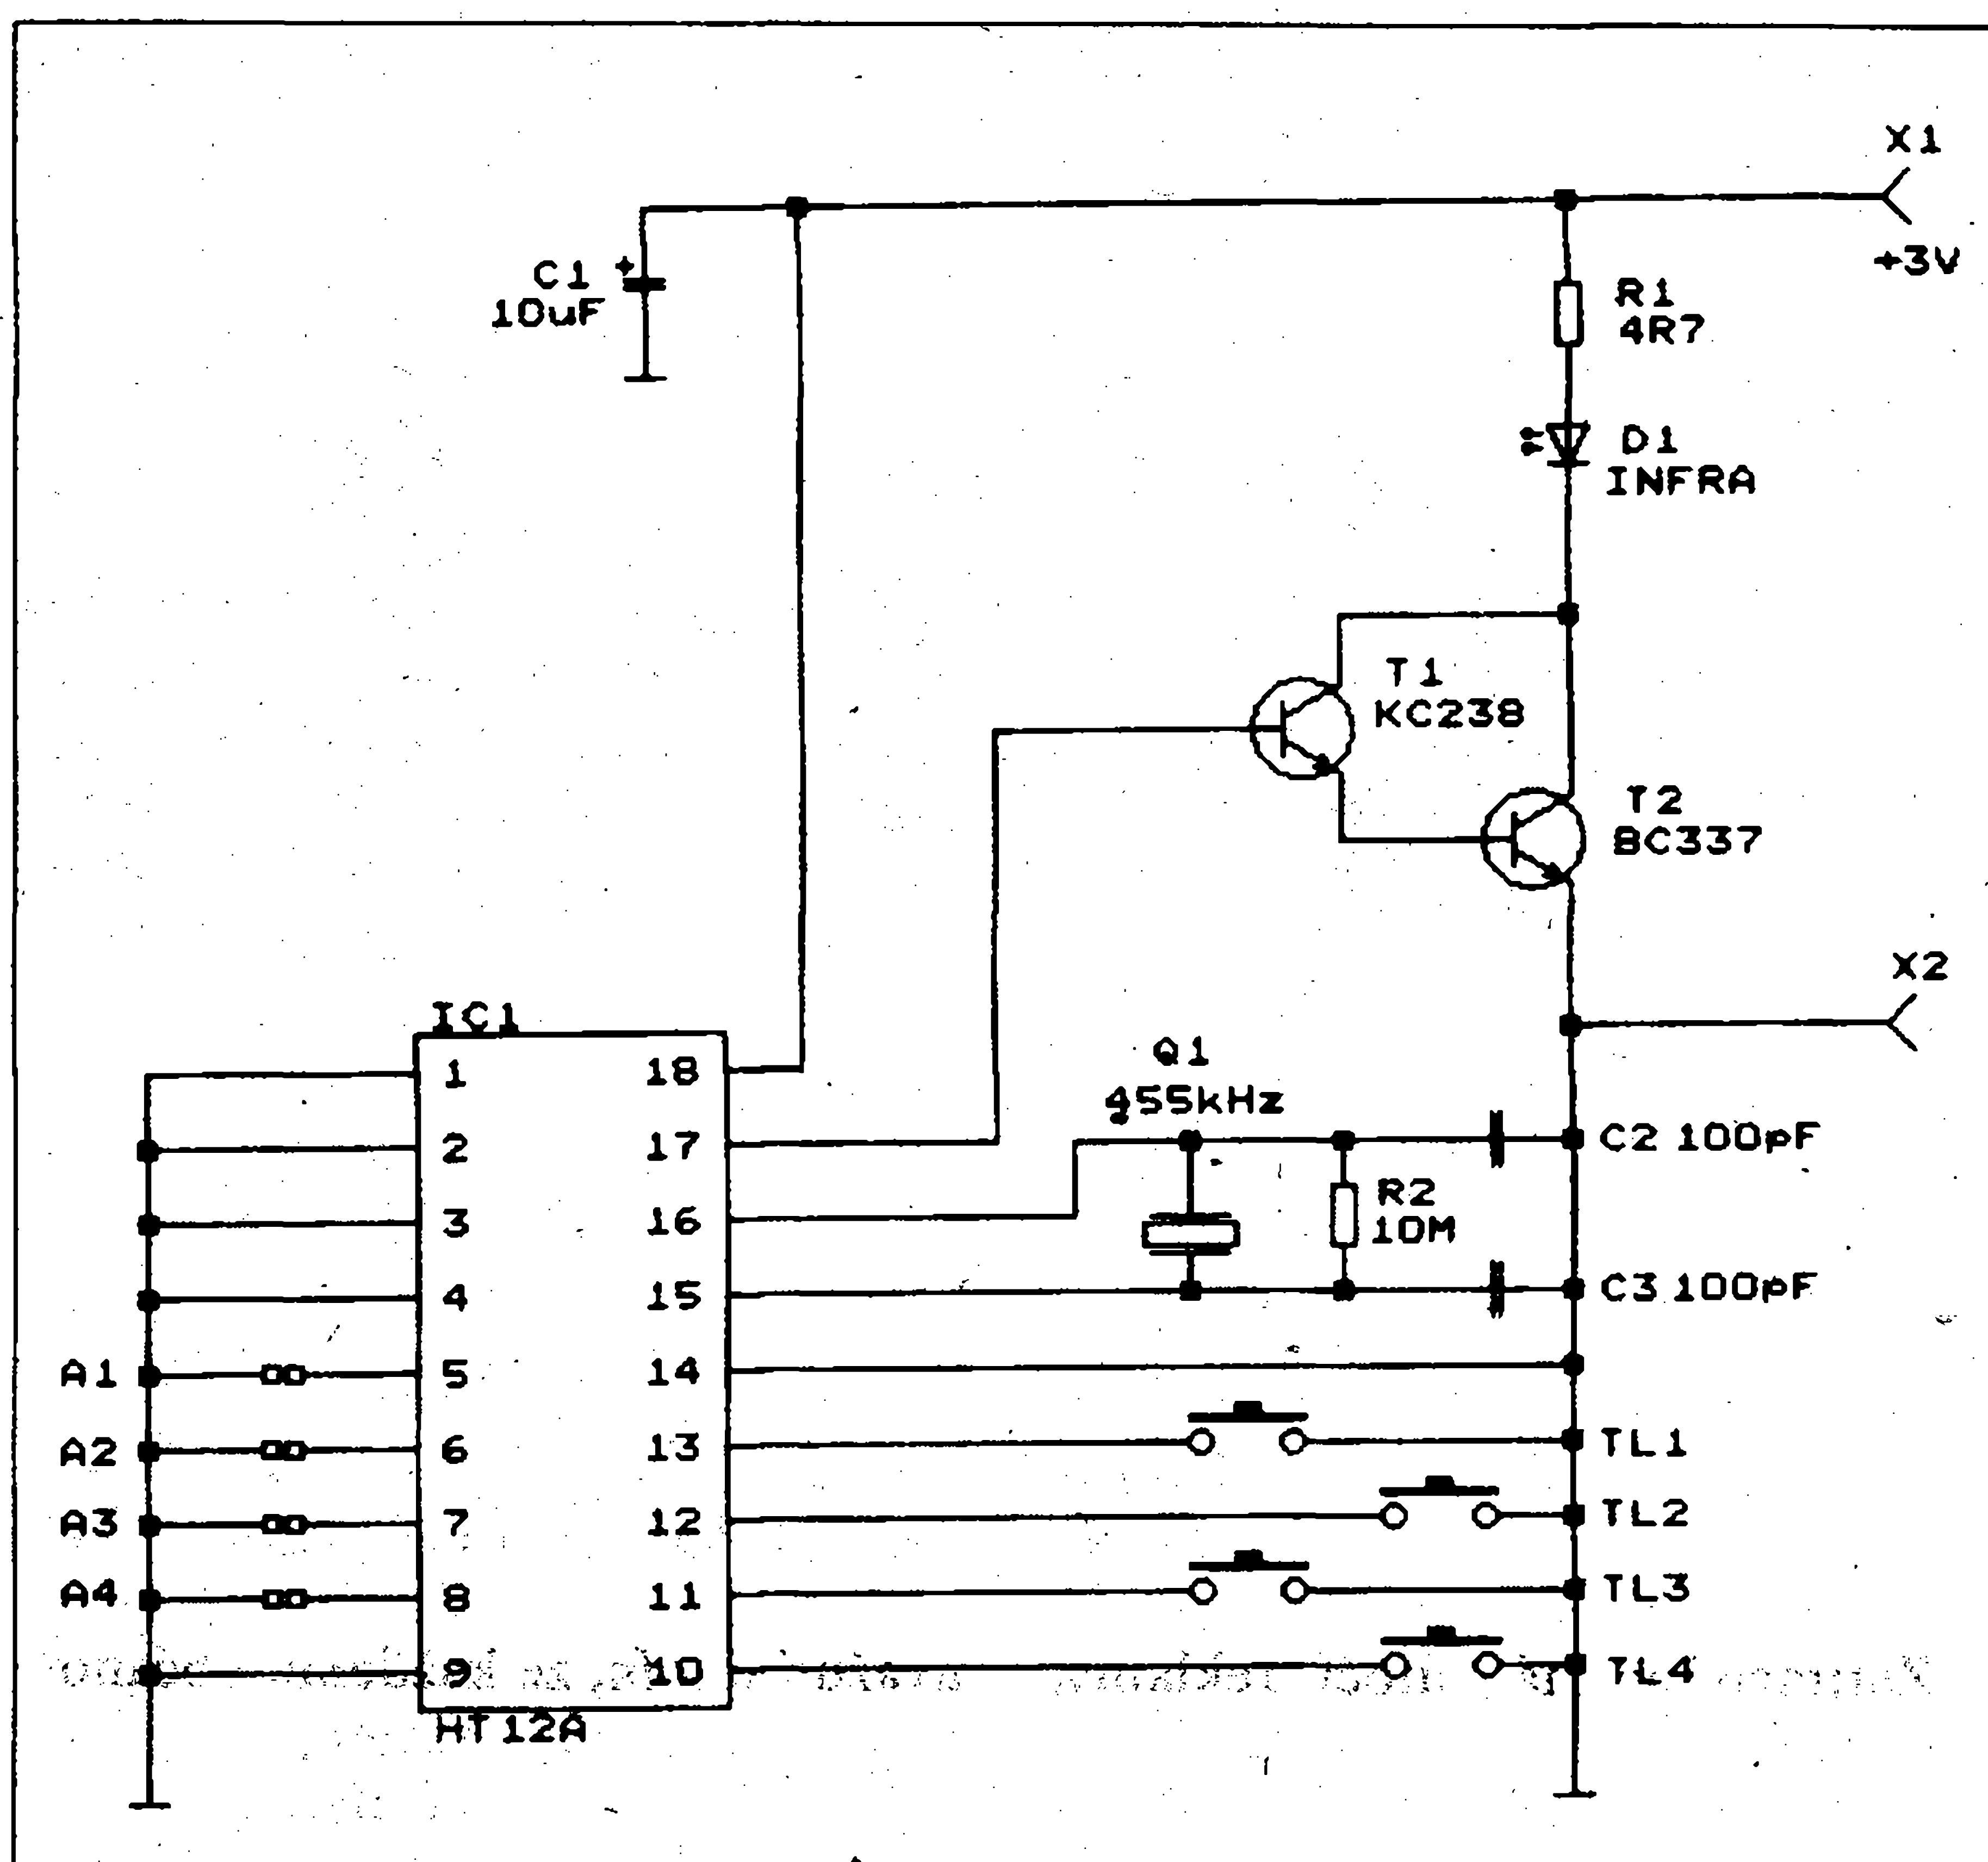 X1
+3V
C1
10uF
R1
4R7
D1
INFRA
T1
KC238
T2
BC337
X2
IC1
Q1
455kHz
1 18
2 17
3 16
4 15
C2 100pF
R2
10M
C3 100pF
A1 5 14
A2 6 13 TL1
A3 7 12 TL2
A4 8 11 TL3
9 10 TL4
HT12A